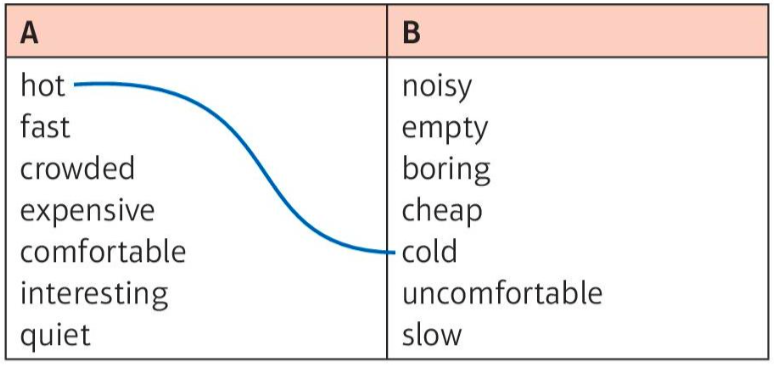 A B
hot noisy
fast empty
crowded boring
expensive cheap
comfortable cold
interesting uncomfortable
quiet slow